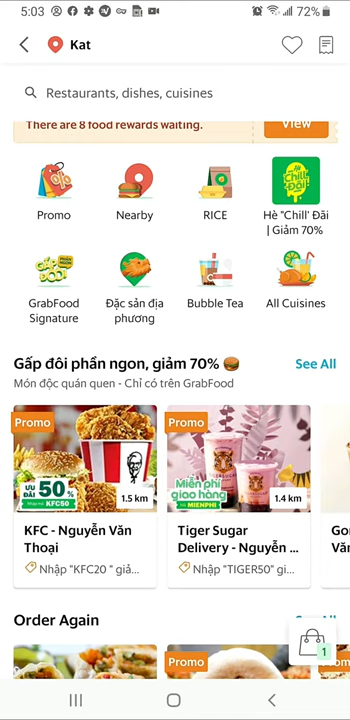 5:03
72%
Kat
Restaurants, dishes, cuisines
There are 8 food rewards waiting.
View
Promo
Nearby
RICE
Hè "Chill' Đãi
| Giảm 70%
GrabFood
Signature
Đặc sản địa
phương
Bubble Tea
All Cuisines
Gấp đôi phần ngon, giảm 70%
See All
Món độc quán quen - Chỉ có trên GrabFood
Promo
ƯU ĐÃI 50%
KFC50
KFC
1.5 km
Promo
Miễn phí
giao hàng
MIENPHI
1.4 km
KFC - Nguyễn Văn
Thoại
Nhập "KFC20 " giả...
Tiger Sugar
Delivery - Nguyễn ...
Nhập "TIGER50" gi...
Order Again
Promo
1